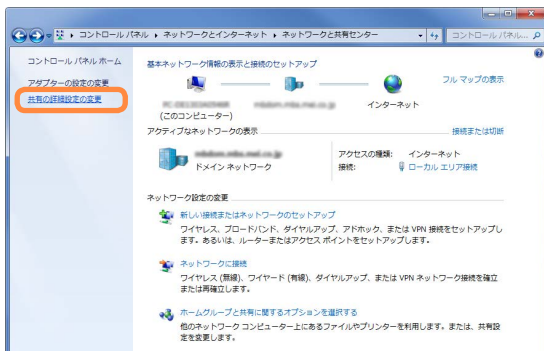 コントロール パネル ▸ ネットワークとインターネット ▸ ネットワークと共有センター
コントロール パネル...
コントロール パネル ホーム
アダプターの設定の変更
共有の詳細設定の変更
基本ネットワーク情報の表示と接続のセットアップ
フル マップの表示
インターネット
(このコンピューター)
アクティブなネットワークの表示
接続または切断
ドメイン ネットワーク
アクセスの種類: インターネット
接続: ローカル エリア接続
ネットワーク設定の変更
新しい接続またはネットワークのセットアップ
ワイヤレス、ブロードバンド、ダイヤルアップ、アドホック、または VPN 接続をセットアップし
ます。あるいは、ルーターまたはアクセス ポイントをセットアップします。
ネットワークに接続
ワイヤレス (無線)、ワイヤード (有線)、ダイヤルアップ、または VPN ネットワーク接続を確立
または再確立します。
ホームグループと共有に関するオプションを選択する
他のネットワーク コンピューター上にあるファイルやプリンターを利用します。または、共有設
定を変更します。